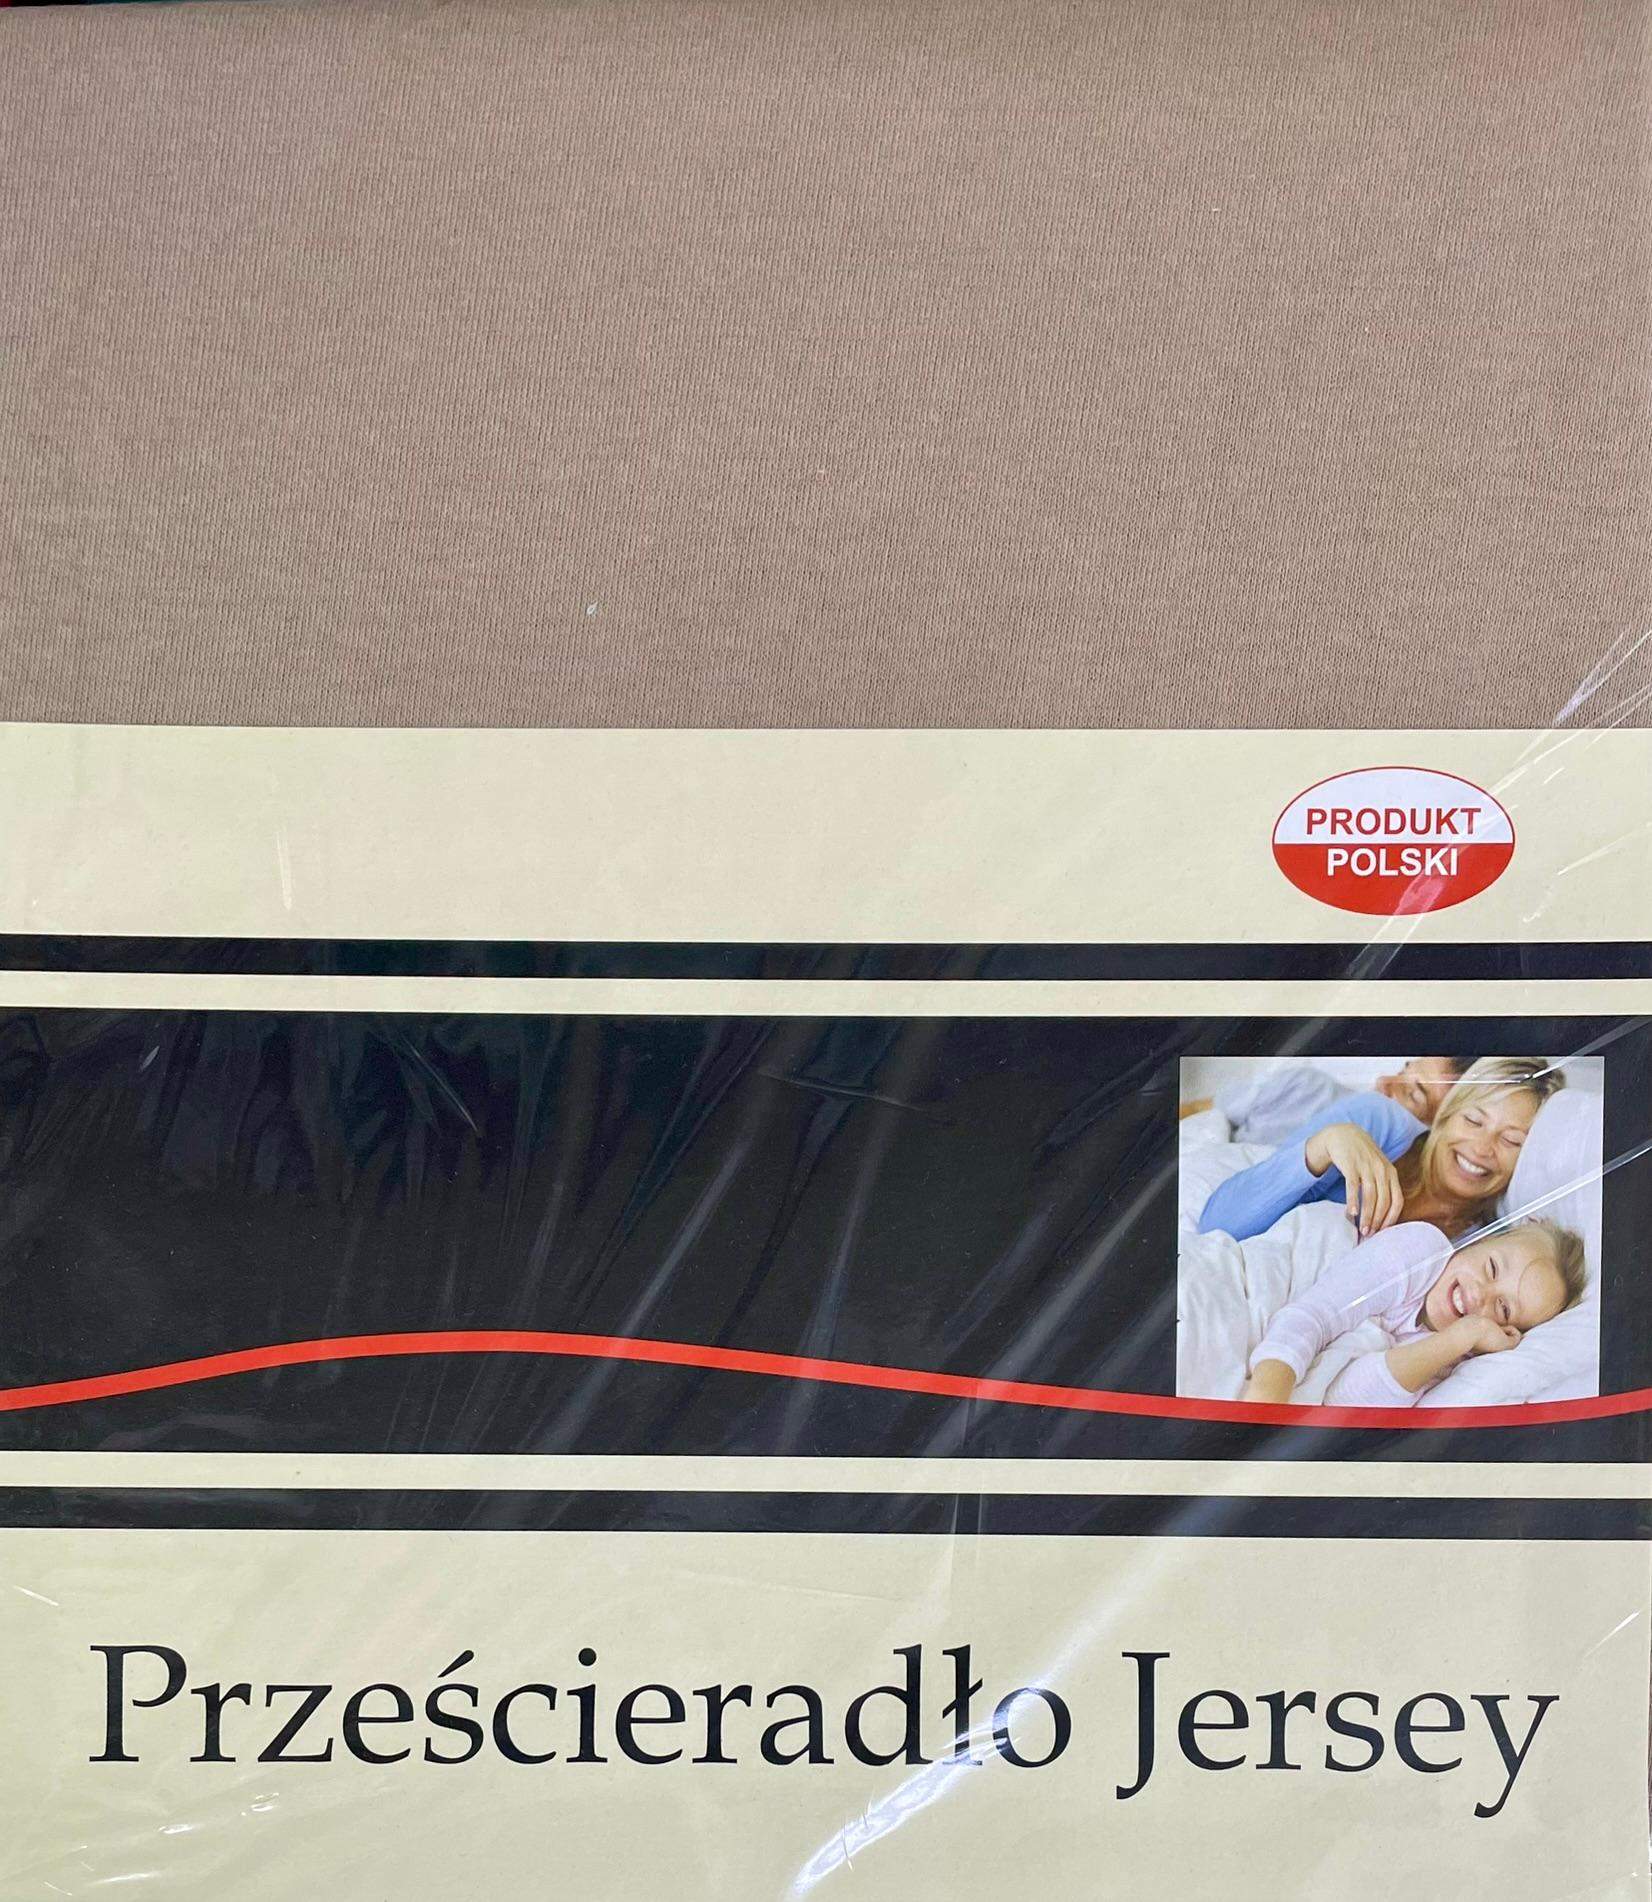 PRODUKT
POLSKI
Prześcieradło Jersey